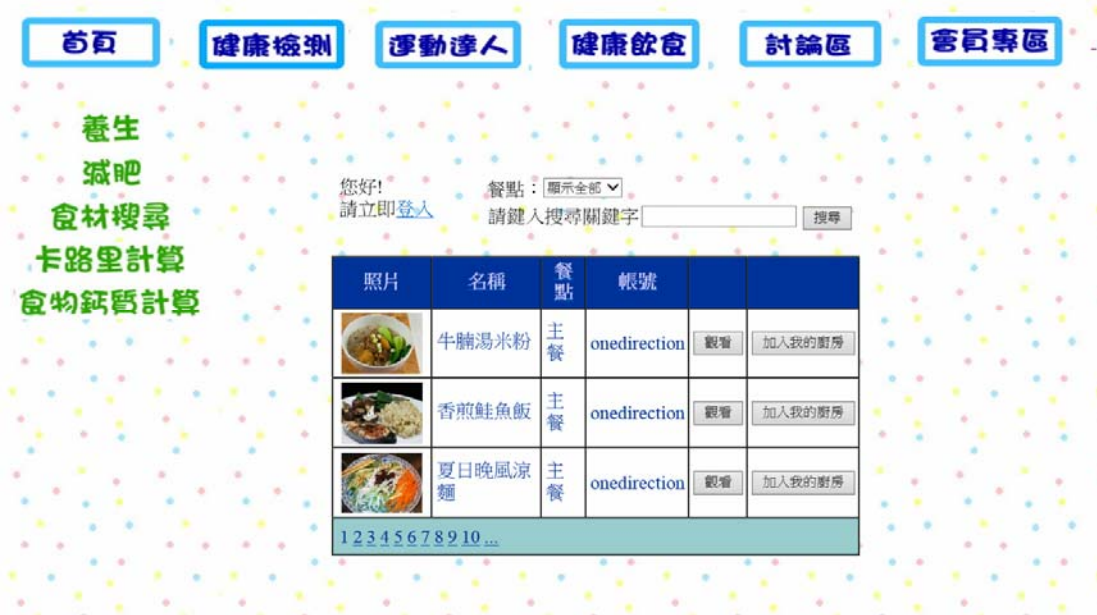 首頁 健康檢測 運動達人 健康飲食 討論區 會員專區
養生
減肥
食材搜尋
卡路里計算
食物鈣質計算
您好!
請立即登入
餐點：顯示全部
請鍵入搜尋關鍵字 搜尋
照片 名稱 餐點 帳號
牛腩湯米粉 主餐 onedirection 觀看 加入我的廚房
香煎鮭魚飯 主餐 onedirection 觀看 加入我的廚房
夏日晚風涼麵 主餐 onedirection 觀看 加入我的廚房
1 2 3 4 5 6 7 8 9 10 ...